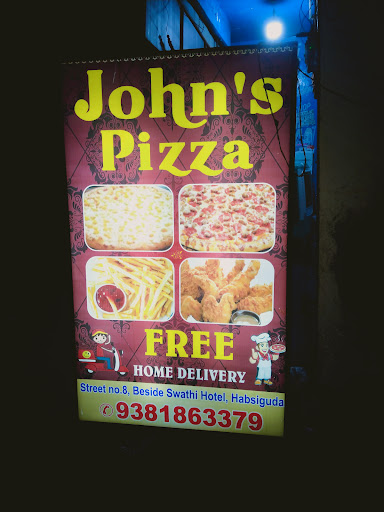 John's
Pizza
FREE
HOME DELIVERY
Street no.8, Beside Swathi Hotel, Habsiguda
9381863379